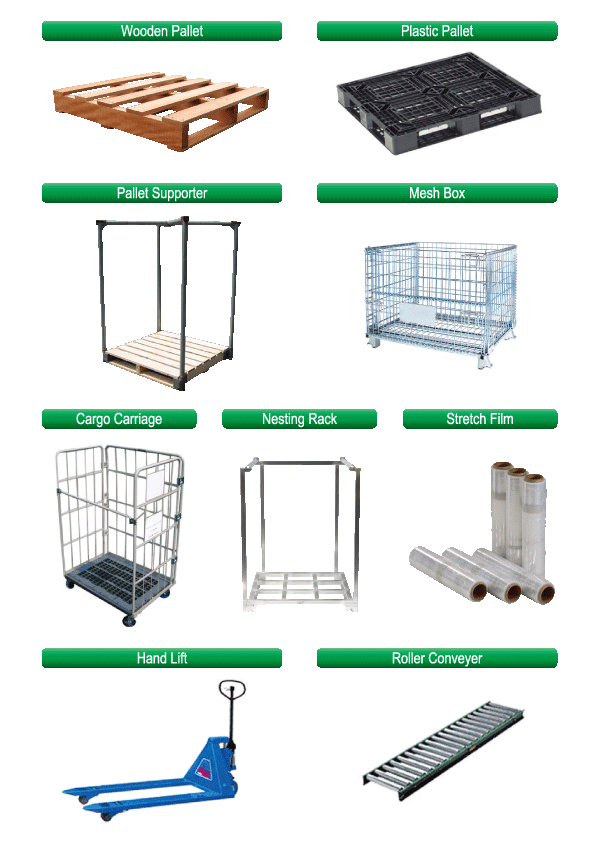 Wooden Pallet
Plastic Pallet
Pallet Supporter
Mesh Box
Cargo Carriage
Nesting Rack
Stretch Film
Hand Lift
Roller Conveyer